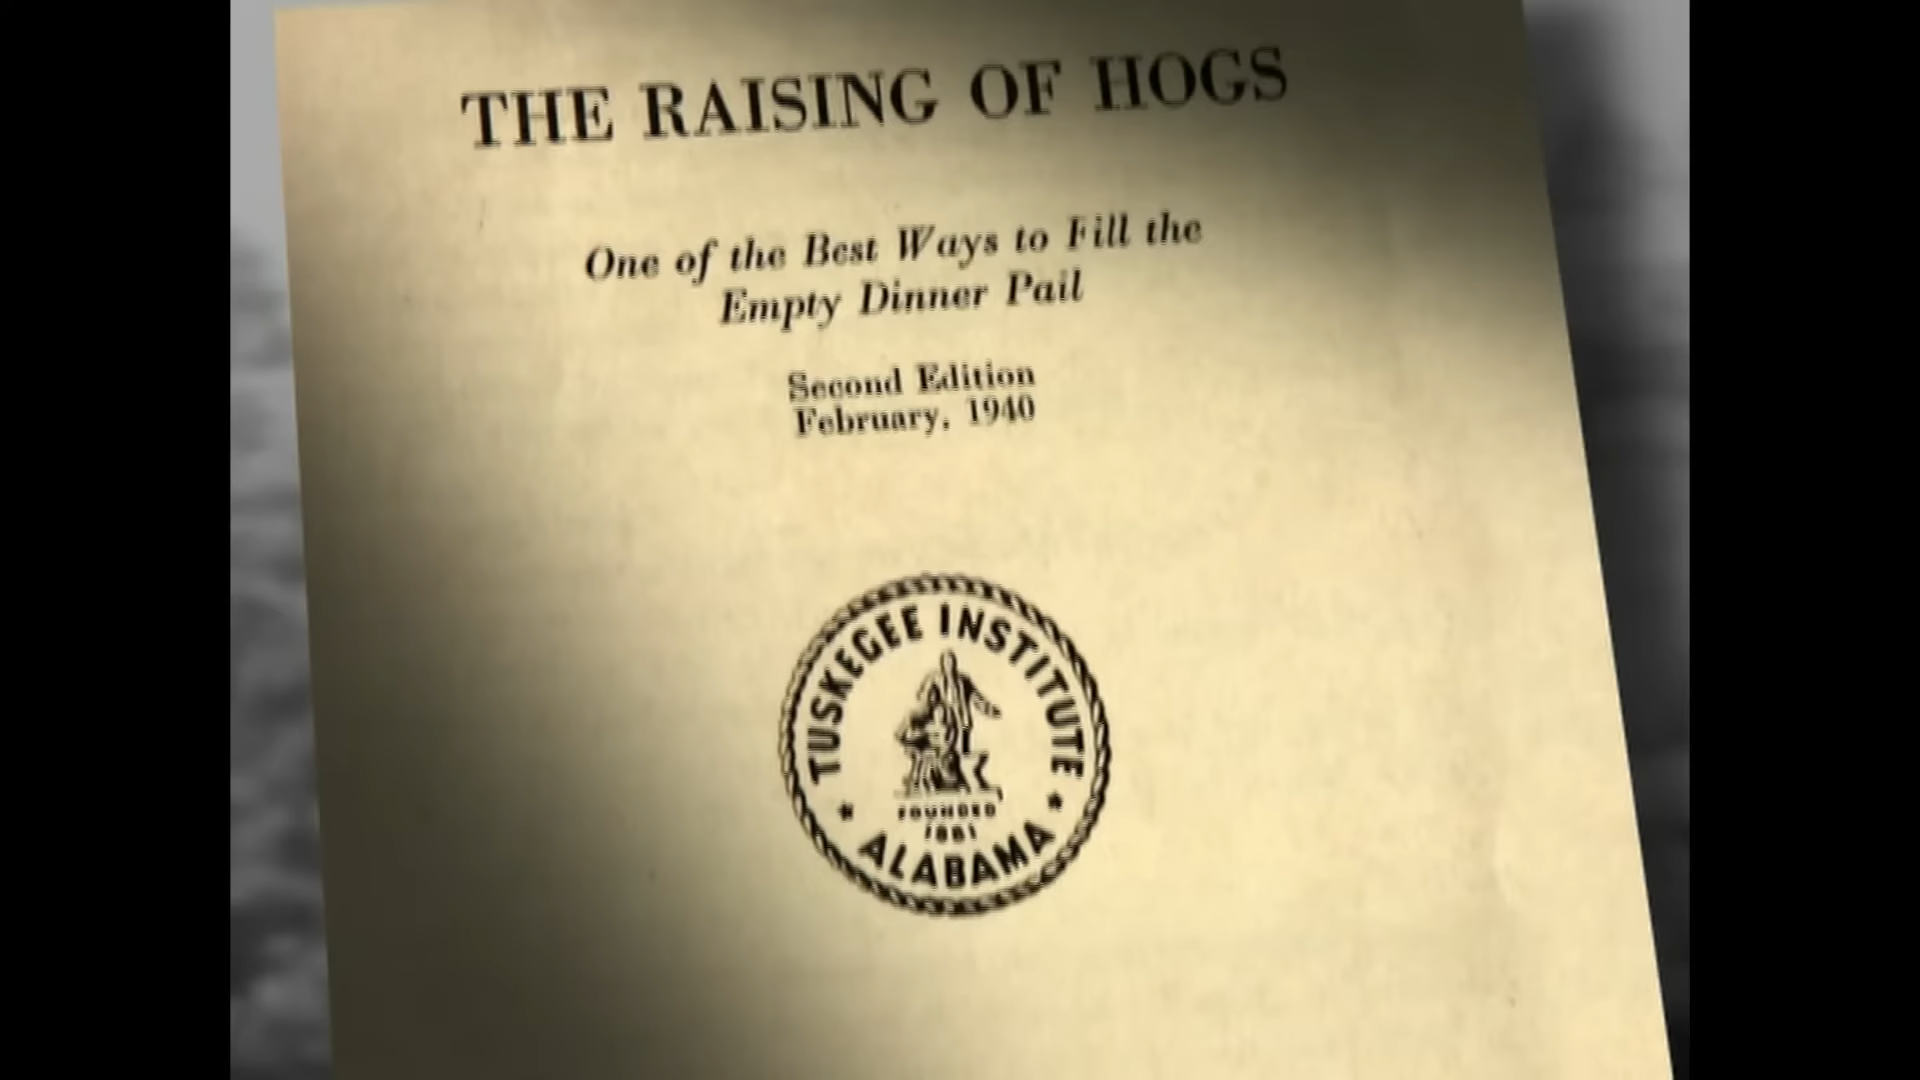 THE RAISING OF HOGS
One of the Best Ways to Fill the
Empty Dinner Pail
Second Edition
February, 1940
TUSKEGEE INSTITUTE
FOUNDED
1881
* ALABAMA *